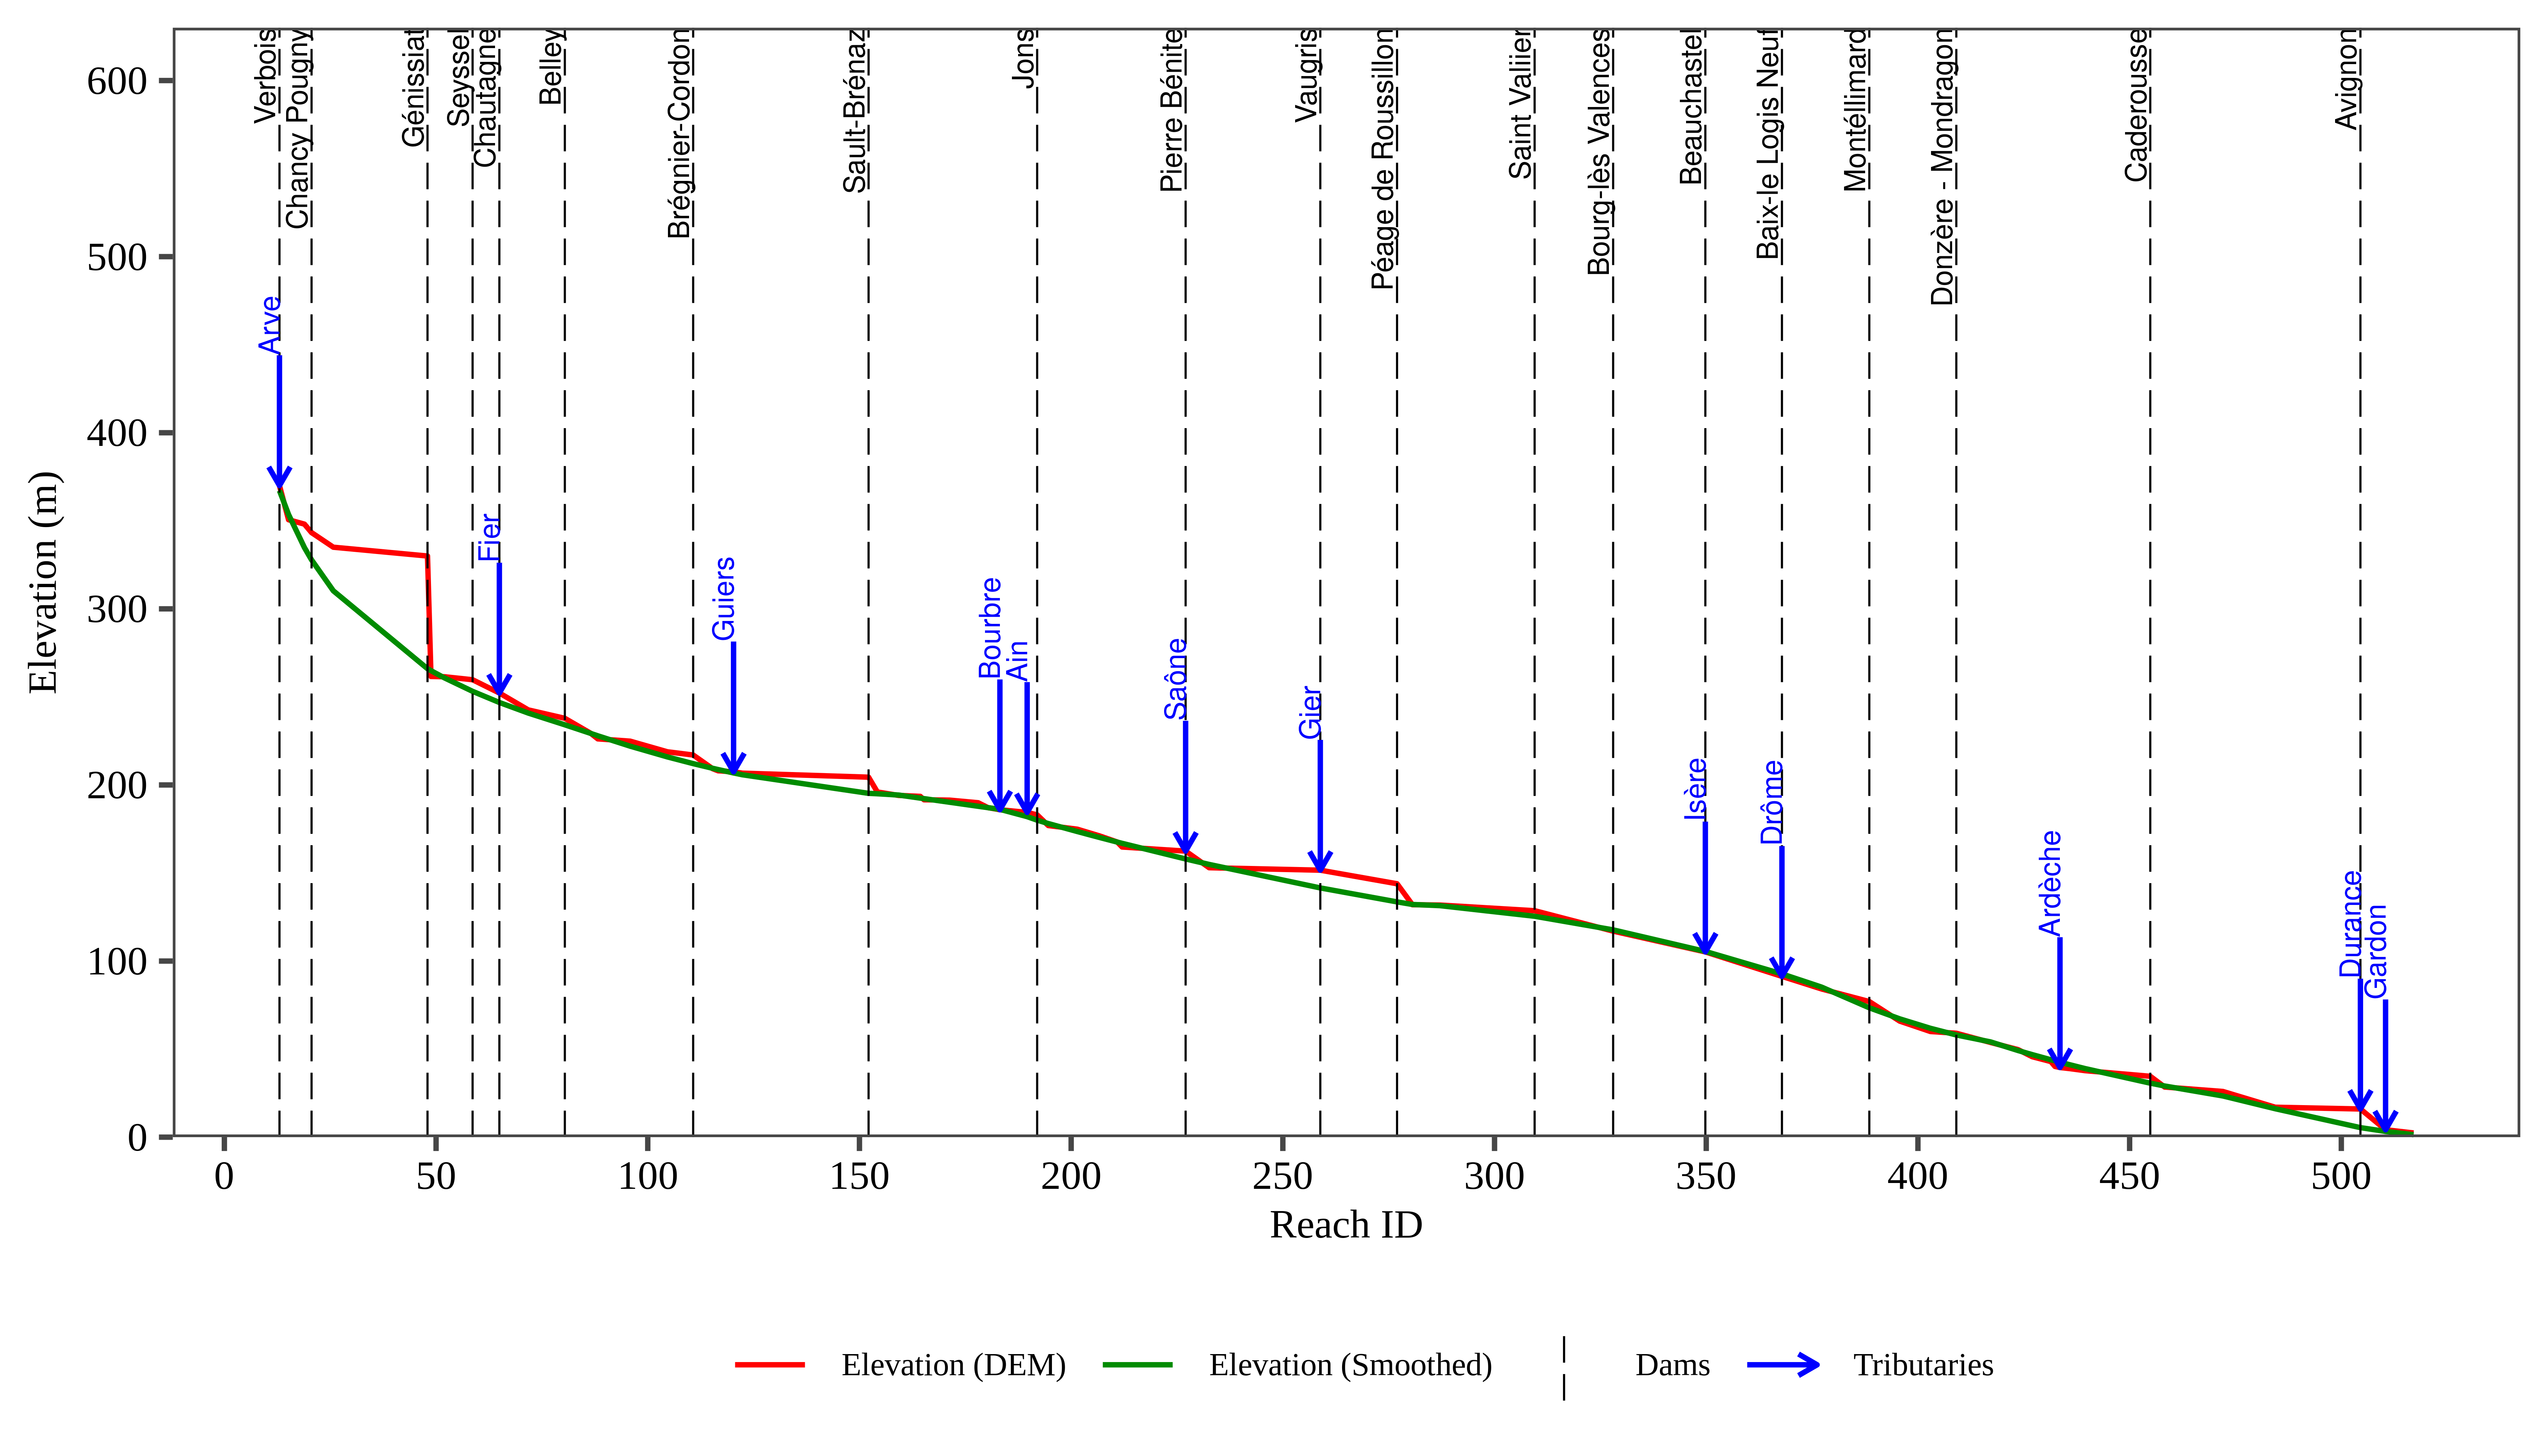 Verbois
Chancy Pougny
Génissiat
Seyssel
Chautagne
Belley
Brégnier-Cordon
Sault-Brénaz
Jons
Pierre Bénite
Vaugris
Péage de Roussillon
Saint Vallier
Bourg-lès Valences
Beauchastel
Baix-le Logis Neuf
Montéllimard
Donzère - Mondragon
Caderousse
Avignon
Arve
Fier
Guiers
Bourbre
Ain
Saône
Gier
Isère
Drôme
Ardèche
Durance
Gardon
Elevation (m)
600
500
400
300
200
100
0
0 50 100 150 200 250 300 350 400 450 500
Reach ID
Elevation (DEM) Elevation (Smoothed) Dams Tributaries